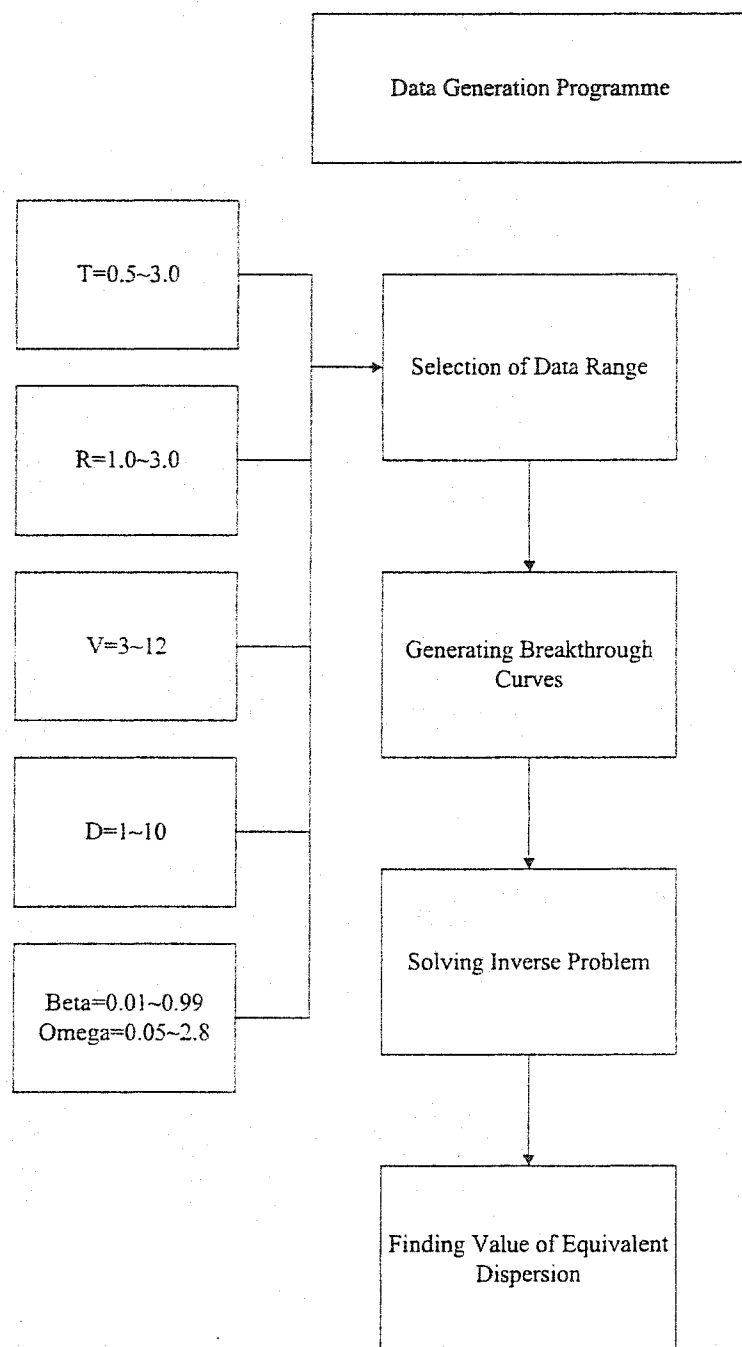 Data Generation Programme
T=0.5~3.0
Selection of Data Range
R=1.0~3.0
V=3~12
Generating Breakthrough
Curves
D=1~10
Solving Inverse Problem
Beta=0.01~0.99
Omega=0.05~2.8
Finding Value of Equivalent
Dispersion